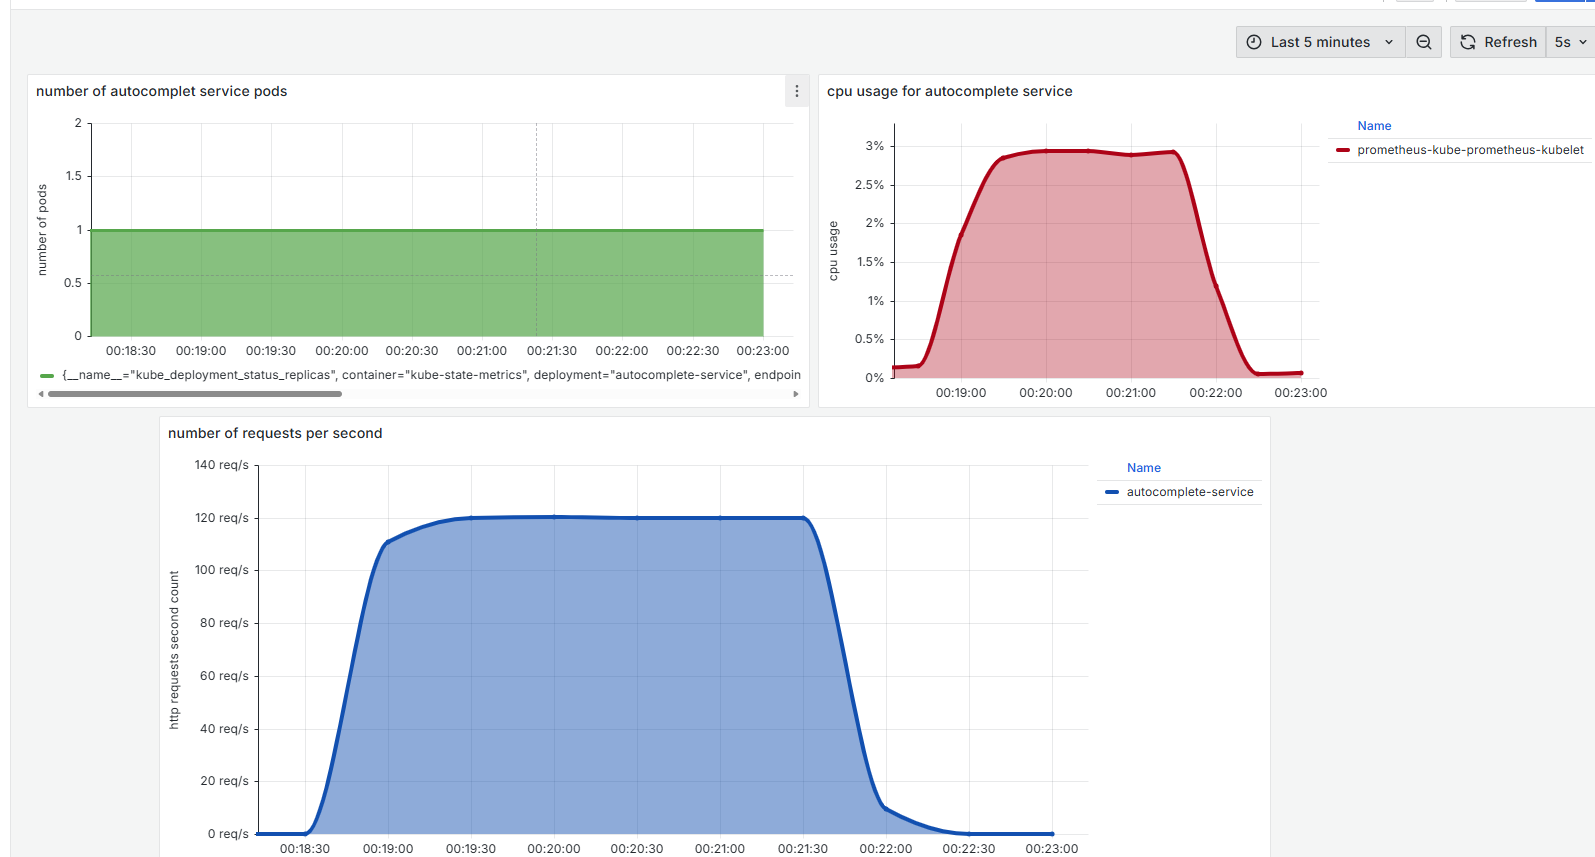 Last 5 minutes
Refresh
5s
number of autocomplet service pods
number of pods
2
1.5
1
0.5
0
00:18:30 00:19:00 00:19:30 00:20:00 00:20:30 00:21:00 00:21:30 00:22:00 00:22:30 00:23:00
{__name__="kube_deployment_status_replicas", container="kube-state-metrics", deployment="autocomplete-service", endpoin
cpu usage for autocomplete service
cpu usage
3%
2.5%
2%
1.5%
1%
0.5%
0%
00:19:00 00:20:00 00:21:00 00:22:00 00:23:00
Name
prometheus-kube-prometheus-kubelet
number of requests per second
http requests second count
140 req/s
120 req/s
100 req/s
80 req/s
60 req/s
40 req/s
20 req/s
0 req/s
00:18:30 00:19:00 00:19:30 00:20:00 00:20:30 00:21:00 00:21:30 00:22:00 00:22:30 00:23:00
Name
autocomplete-service